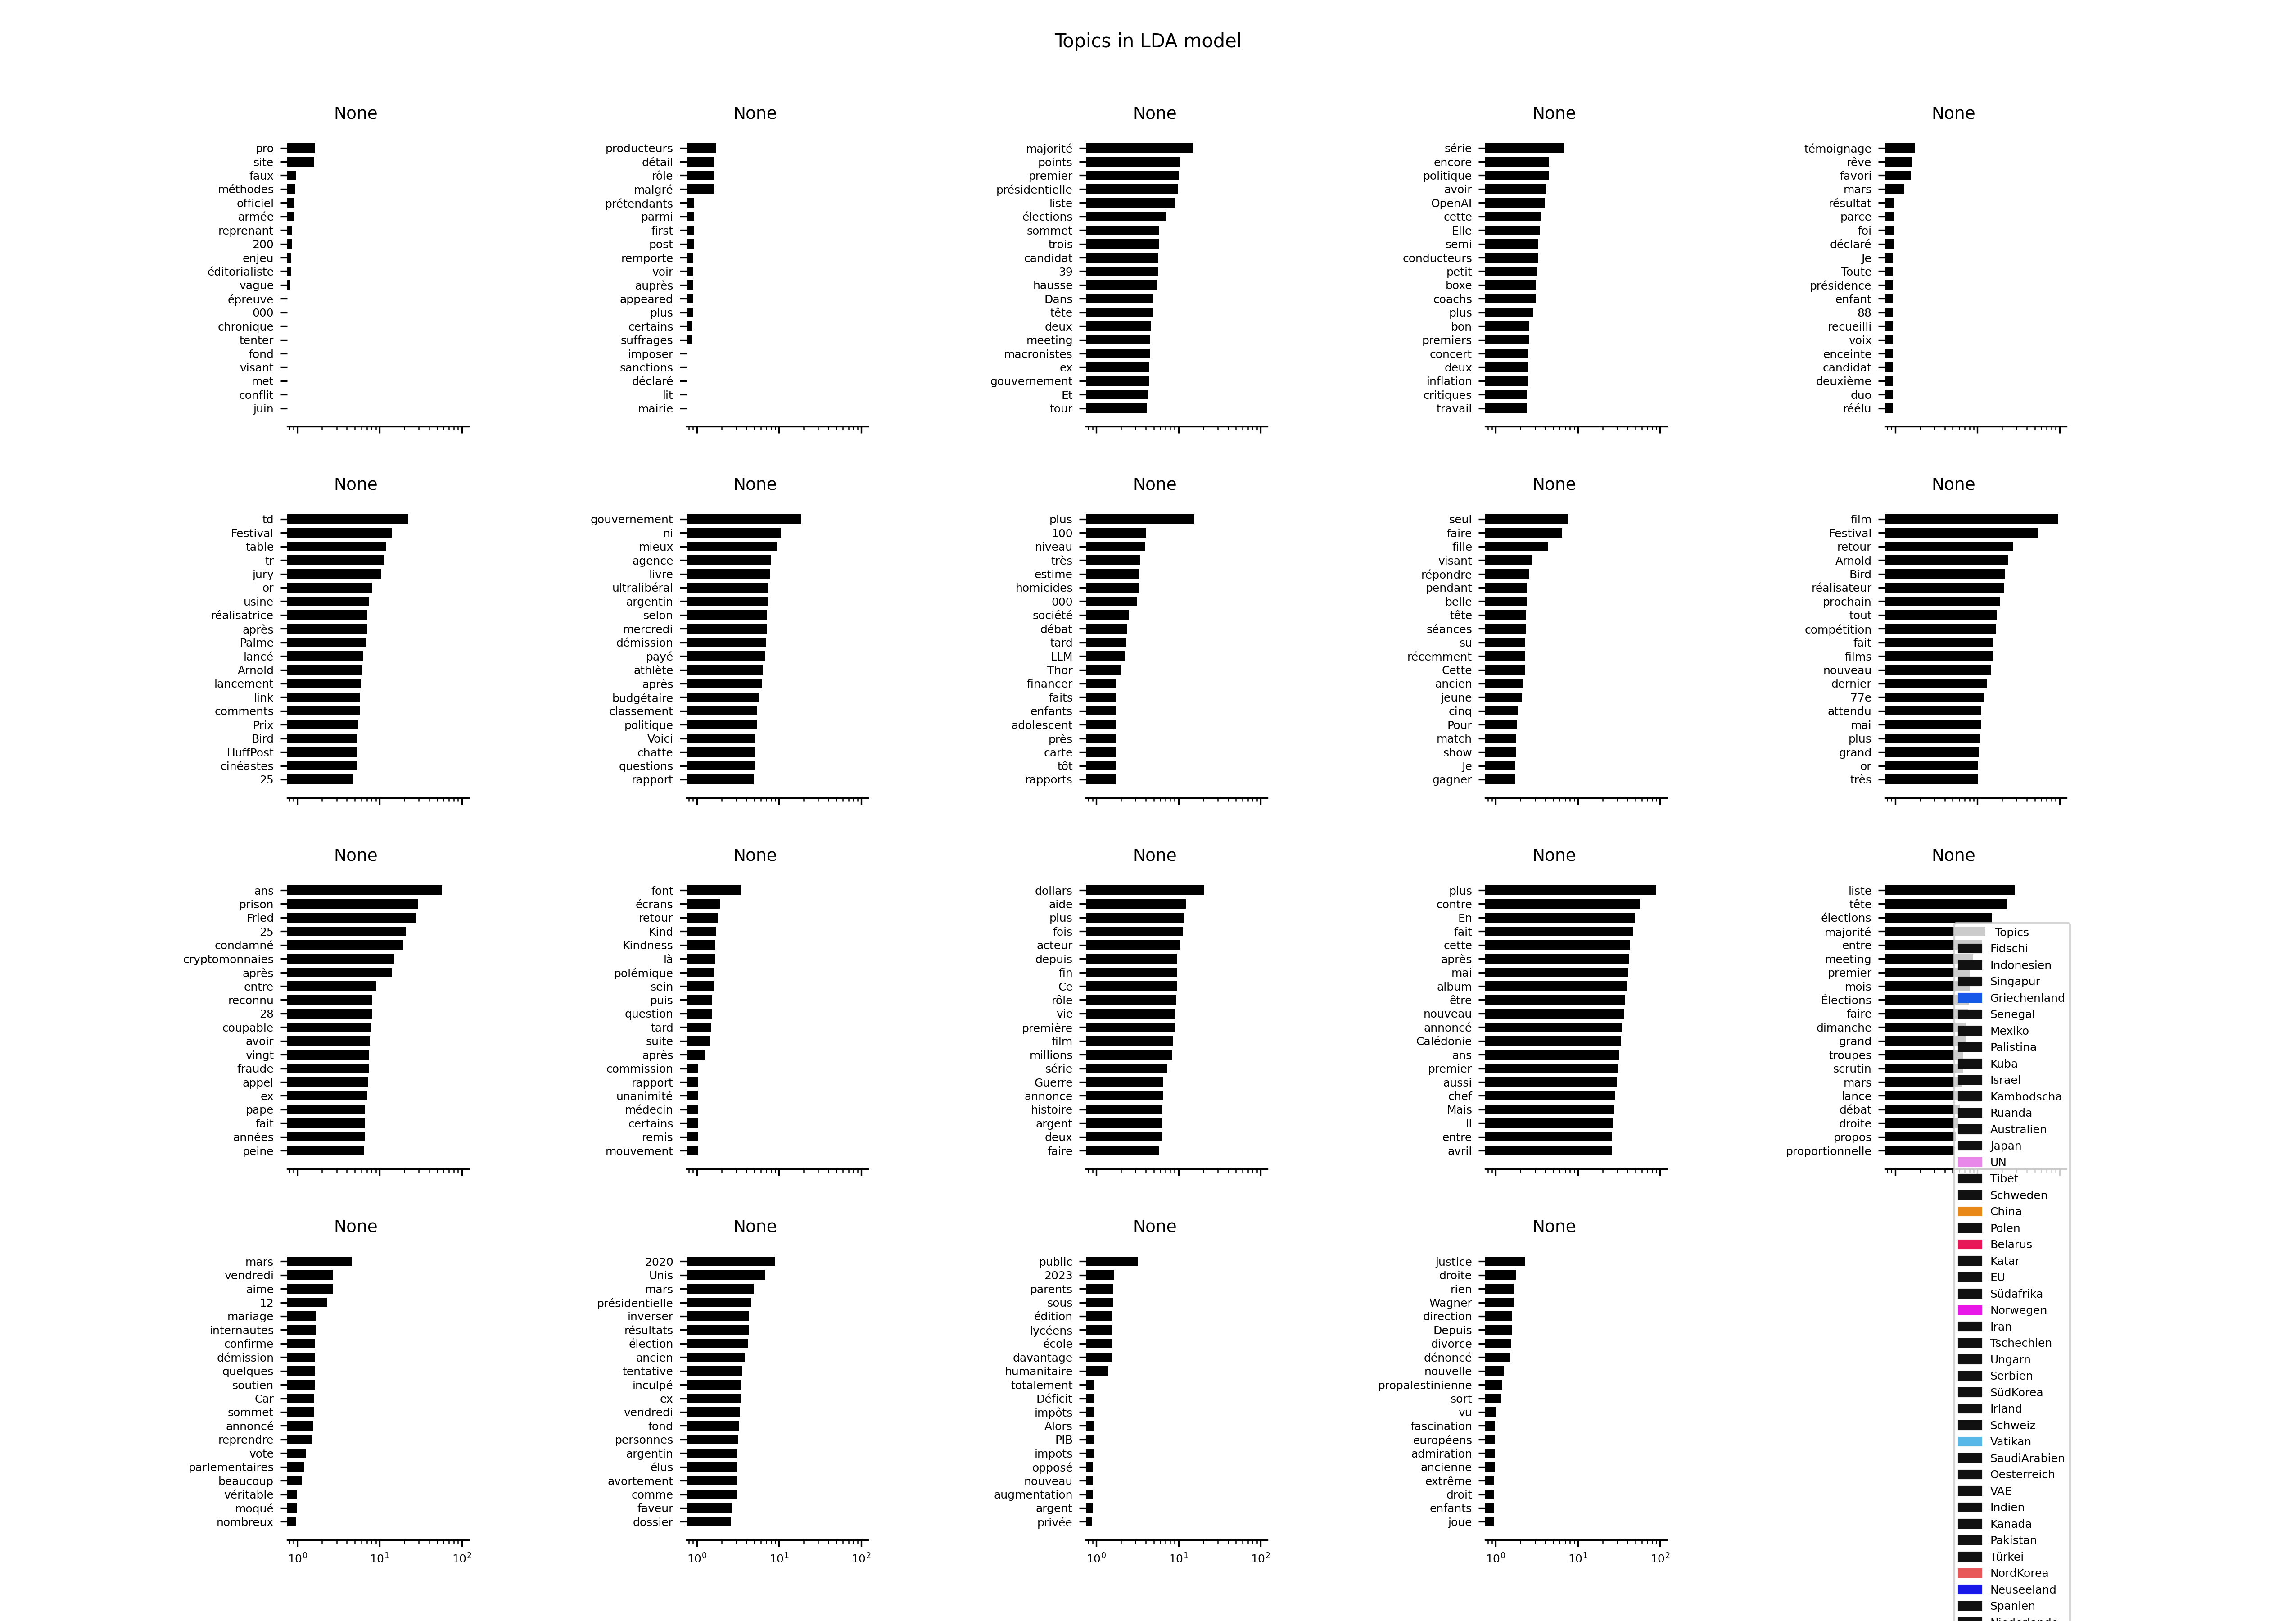 Topics in LDA model
None
pro
site
faux
méthodes
officiel
armée
reprenant
200
enjeu
éditorialiste
vague
épreuve
000
chronique
tenter
fond
visant
met
conflit
juin
None
producteurs
détail
rôle
malgré
prétendants
parmi
first
post
remporte
voir
auprès
appeared
plus
certains
suffrages
imposer
sanctions
déclaré
lit
mairie
None
majorité
points
premier
présidentielle
liste
élections
sommet
trois
candidat
39
hausse
Dans
tête
deux
meeting
macronistes
ex
gouvernement
Et
tour
None
série
encore
politique
avoir
OpenAI
cette
Elle
semi
conducteurs
petit
boxe
coachs
plus
bon
premiers
concert
deux
inflation
critiques
travail
None
témoignage
rêve
favori
mars
résultat
parce
foi
déclaré
Je
Toute
présidence
enfant
88
recueilli
voix
enceinte
candidat
deuxième
duo
réélu
None
td
Festival
table
tr
jury
or
usine
réalisatrice
après
Palme
lancé
Arnold
lancement
link
comments
Prix
Bird
HuffPost
cinéastes
25
None
gouvernement
ni
mieux
agence
livre
ultralibéral
argentin
selon
mercredi
démission
payé
athlète
après
budgétaire
classement
politique
Voici
chatte
questions
rapport
None
plus
100
niveau
très
estime
homicides
000
société
débat
tard
LLM
Thor
financer
faits
enfants
adolescent
près
carte
tôt
rapports
None
seul
faire
fille
visant
répondre
pendant
belle
tête
séances
su
récemment
Cette
ancien
jeune
cinq
Pour
match
show
Je
gagner
None
film
Festival
retour
Arnold
Bird
réalisateur
prochain
tout
compétition
fait
films
nouveau
dernier
77e
attendu
mai
plus
grand
or
très
None
ans
prison
Fried
25
condamné
cryptomonnaies
après
entre
reconnu
28
coupable
avoir
vingt
fraude
appel
ex
pape
fait
années
peine
None
font
écrans
retour
Kind
Kindness
là
polémique
sein
puis
question
tard
suite
après
commission
rapport
unanimité
médecin
certains
remis
mouvement
None
dollars
aide
plus
fois
acteur
depuis
fin
Ce
rôle
vie
première
film
millions
série
Guerre
annonce
histoire
argent
deux
faire
None
plus
contre
En
fait
cette
après
mai
album
être
nouveau
annoncé
Calédonie
ans
premier
aussi
chef
Mais
Il
entre
avril
None
liste
tête
élections
majorité
entre
meeting
premier
mois
Élections
faire
dimanche
grand
troupes
scrutin
mars
lance
débat
droite
propos
proportionnelle
None
mars
vendredi
aime
12
mariage
internautes
confirme
démission
quelques
soutien
Car
sommet
annoncé
reprendre
vote
parlementaires
beaucoup
véritable
moqué
nombreux
10⁰ 10¹ 10²
None
2020
Unis
mars
présidentielle
inverser
résultats
élection
ancien
tentative
inculpé
ex
vendredi
fond
personnes
argentin
élus
avortement
comme
faveur
dossier
10⁰ 10¹ 10²
None
public
2023
parents
sous
édition
lycéens
école
davantage
humanitaire
totalement
Déficit
impôts
Alors
PIB
impots
opposé
nouveau
augmentation
argent
privée
10⁰ 10¹ 10²
None
justice
droite
rien
Wagner
direction
Depuis
divorce
dénoncé
nouvelle
propalestinienne
sort
vu
fascination
européens
admiration
ancienne
extrême
droit
enfants
joue
10⁰ 10¹ 10²
Topics
Fidschi
Indonesien
Singapur
Griechenland
Senegal
Mexiko
Palistina
Kuba
Israel
Kambodscha
Ruanda
Australien
Japan
UN
Tibet
Schweden
China
Polen
Belarus
Katar
EU
Südafrika
Norwegen
Iran
Tschechien
Ungarn
Serbien
SüdKorea
Irland
Schweiz
Vatikan
SaudiArabien
Oesterreich
VAE
Indien
Kanada
Pakistan
Türkei
NordKorea
Neuseeland
Spanien